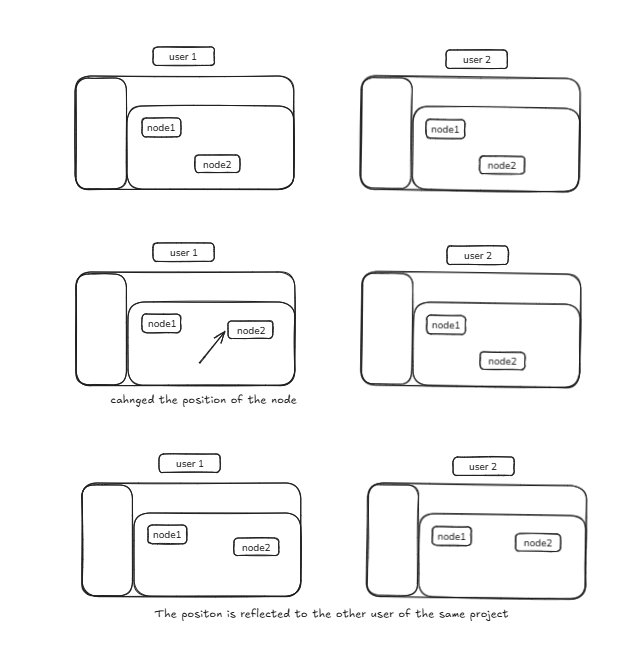 user 1
user 2
node1
node2
node1
node2
user 1
user 2
node1
node2
node1
node2
cahnged the position of the node
user 1
user 2
node1
node2
node1
node2
The positon is reflected to the other user of the same project